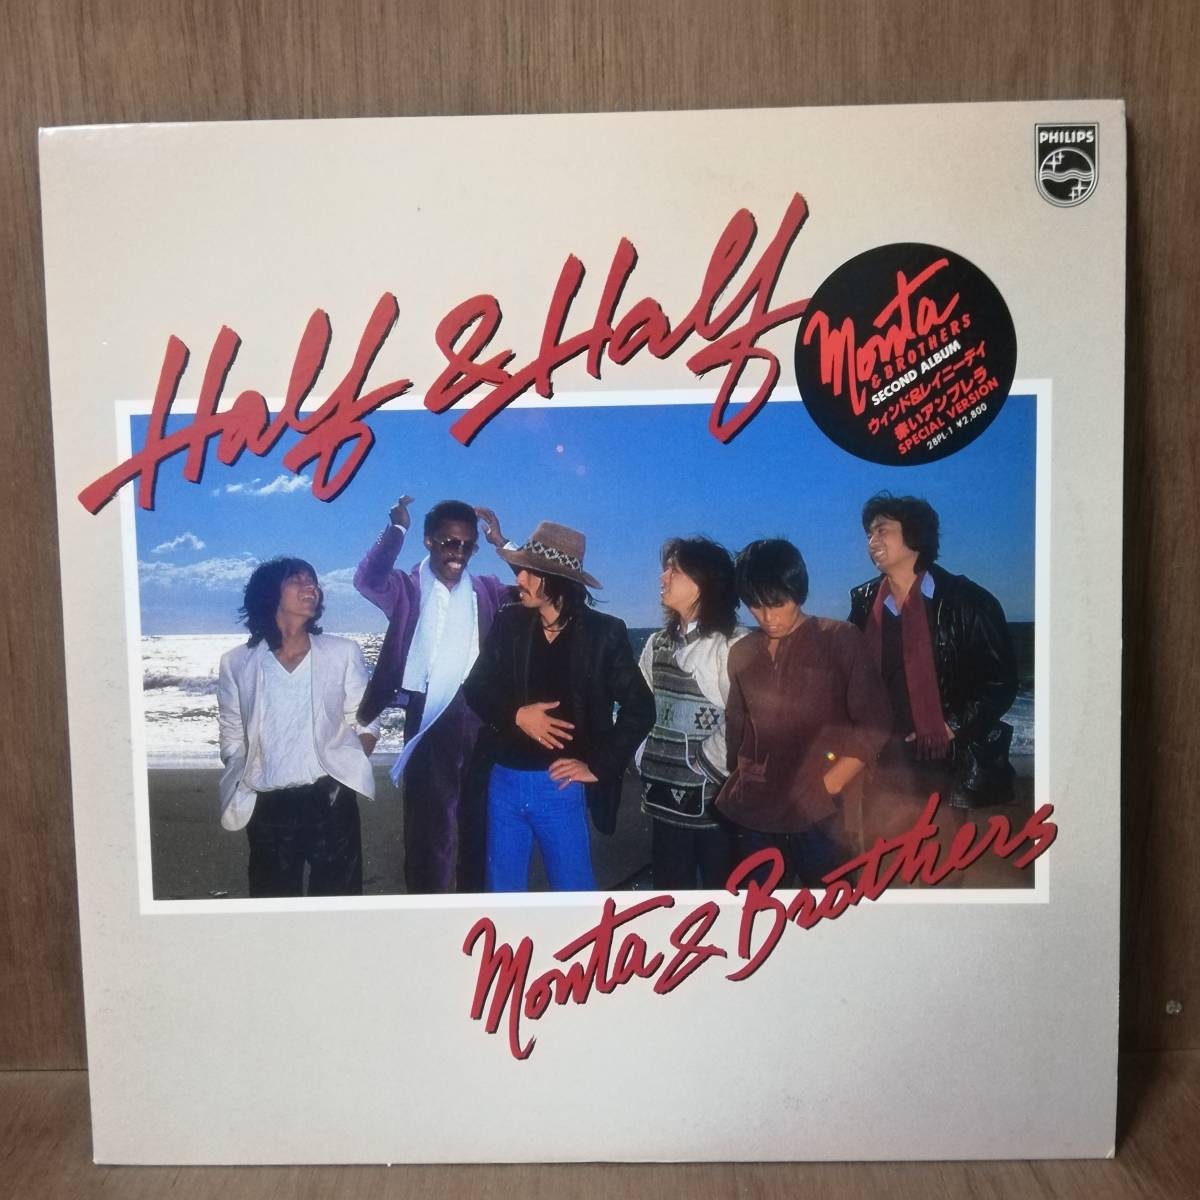 PHILIPS
Half & Half
Monta
& BROTHERS
SECOND ALBUM
ウィンド&レイニーデイ
赤いアンブレラ
SPECIAL VERSION
28PL-1 ¥2,800
Monta & Brothers